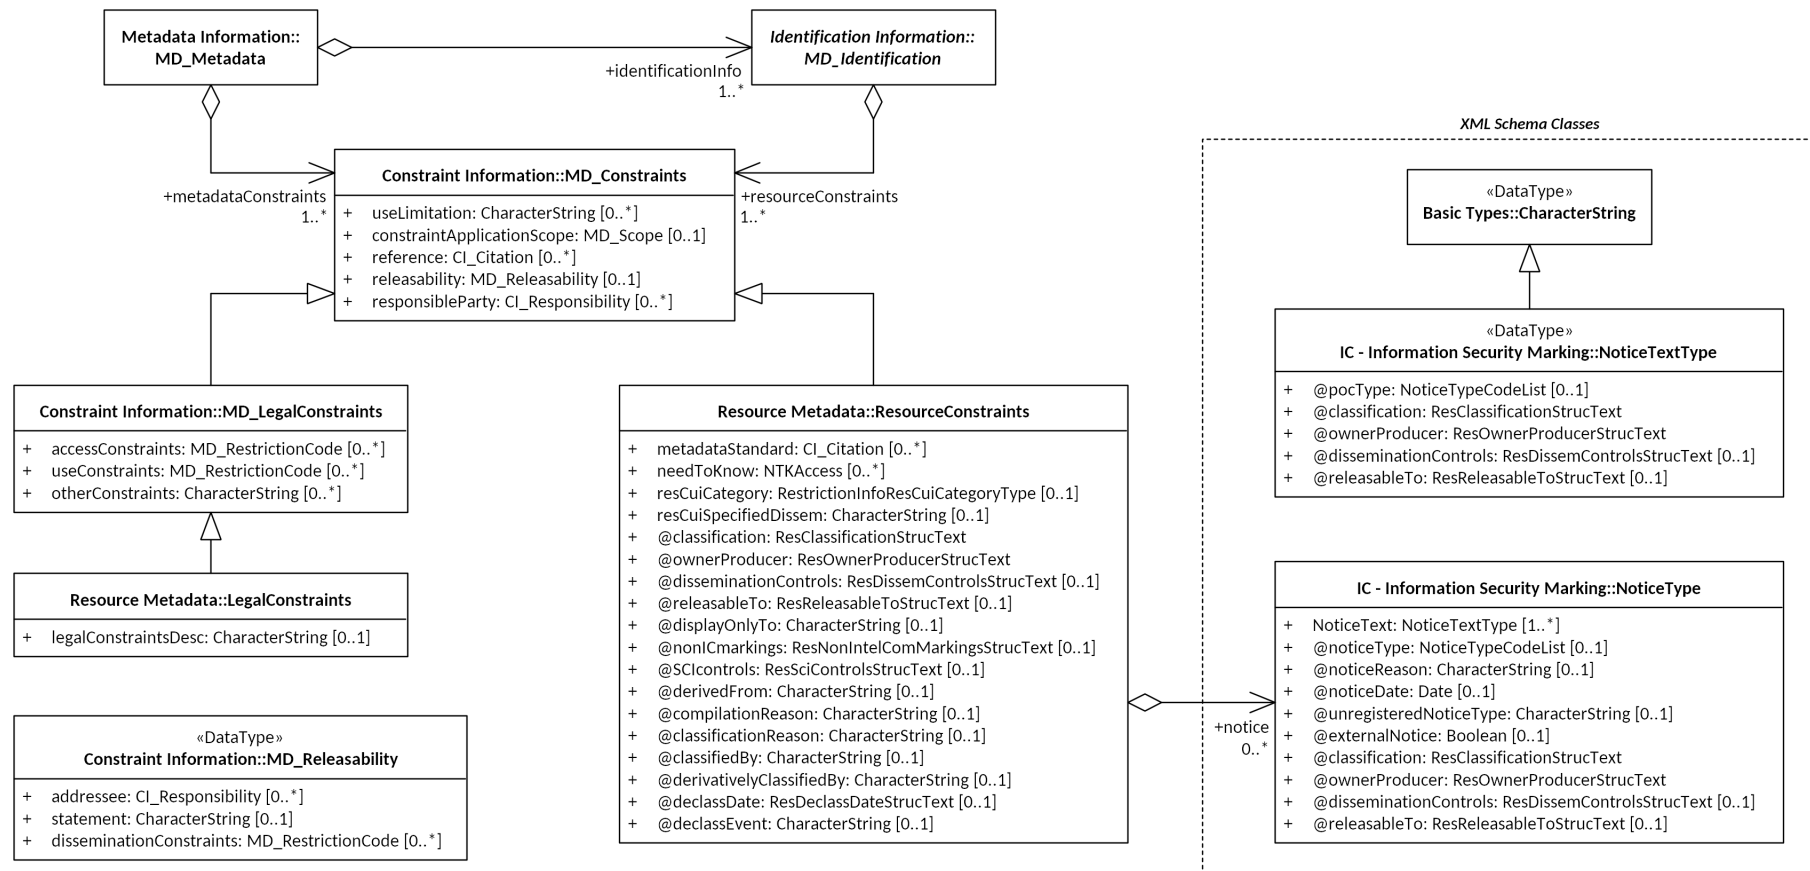 Metadata Information::
MD_Metadata
Identification Information::
MD_Identification
+identificationInfo
1..*
XML Schema Classes
Constraint Information::MD_Constraints
+metadataConstraints
1..*
+resourceConstraints
1..*
+ useLimitation: CharacterString [0..*]
+ constraintApplicationScope: MD_Scope [0..1]
+ reference: CI_Citation [0..*]
+ releasability: MD_Releasability [0..1]
+ responsibleParty: CI_Responsibility [0..*]
«DataType»
Basic Types::CharacterString
«DataType»
IC - Information Security Marking::NoticeTextType
+ @pocType: NoticeTypeCodeList [0..1]
+ @classification: ResClassificationStrucText
+ @ownerProducer: ResOwnerProducerStrucText
+ @disseminationControls: ResDissemControlsStrucText [0..1]
+ @releasableTo: ResReleasableToStrucText [0..1]
Constraint Information::MD_LegalConstraints
+ accessConstraints: MD_RestrictionCode [0..*]
+ useConstraints: MD_RestrictionCode [0..*]
+ otherConstraints: CharacterString [0..*]
Resource Metadata::LegalConstraints
+ legalConstraintsDesc: CharacterString [0..1]
«DataType»
Constraint Information::MD_Releasability
+ addressee: CI_Responsibility [0..*]
+ statement: CharacterString [0..1]
+ disseminationConstraints: MD_RestrictionCode [0..*]
Resource Metadata::ResourceConstraints
+ metadataStandard: CI_Citation [0..*]
+ needToKnow: NTKAccess [0..*]
+ resCuiCategory: RestrictionInfoResCuiCategoryType [0..1]
+ resCuiSpecifiedDissem: CharacterString [0..1]
+ @classification: ResClassificationStrucText
+ @ownerProducer: ResOwnerProducerStrucText
+ @disseminationControls: ResDissemControlsStrucText [0..1]
+ @releasableTo: ResReleasableToStrucText [0..1]
+ @displayOnlyTo: CharacterString [0..1]
+ @nonICmarkings: ResNonIntelComMarkingsStrucText [0..1]
+ @SCIcontrols: ResSciControlsStrucText [0..1]
+ @derivedFrom: CharacterString [0..1]
+ @compilationReason: CharacterString [0..1]
+ @classificationReason: CharacterString [0..1]
+ @classifiedBy: CharacterString [0..1]
+ @derivativelyClassifiedBy: CharacterString [0..1]
+ @declassDate: ResDeclassDateStrucText [0..1]
+ @declassEvent: CharacterString [0..1]
+notice
0..*
IC - Information Security Marking::NoticeType
+ NoticeText: NoticeTextType [1..*]
+ @noticeType: NoticeTypeCodeList [0..1]
+ @noticeReason: CharacterString [0..1]
+ @noticeDate: Date [0..1]
+ @unregisteredNoticeType: CharacterString [0..1]
+ @externalNotice: Boolean [0..1]
+ @classification: ResClassificationStrucText
+ @ownerProducer: ResOwnerProducerStrucText
+ @disseminationControls: ResDissemControlsStrucText [0..1]
+ @releasableTo: ResReleasableToStrucText [0..1]